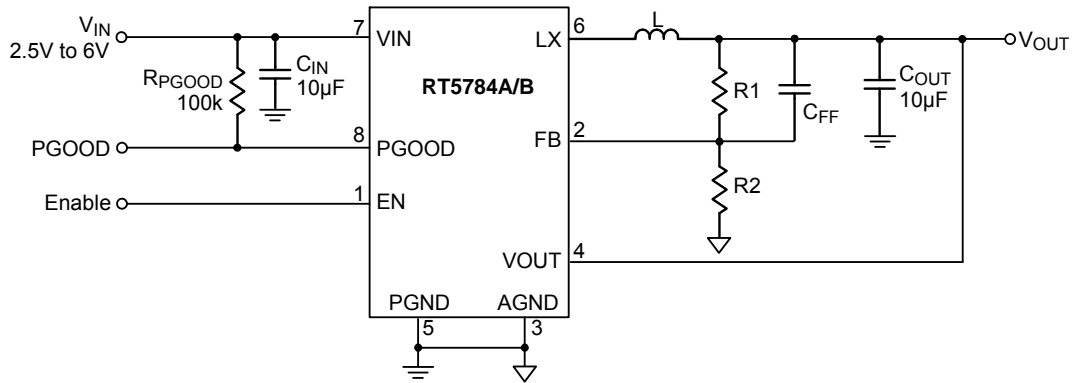 VIN
2.5V to 6V
7
VIN
RPGOOD
100k
CIN
10µF
PGOOD
8
PGOOD
Enable
1
EN
RT5784A/B
LX
6
L
VOUT
R1
CFF
COUT
10µF
FB
2
R2
VOUT
4
PGND
AGND
5
3